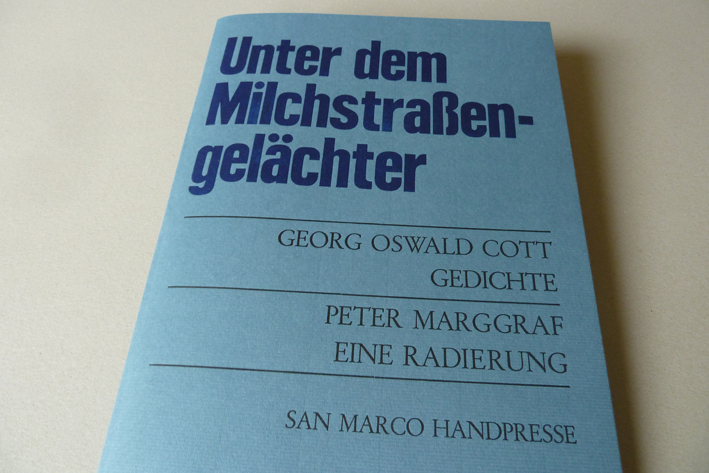 Unter dem
Milchstraßen-
gelächter
GEORG OSWALD COTT
GEDICHTE
PETER MARGGRAF
EINE RADIERUNG
SAN MARCO HANDPRESSE